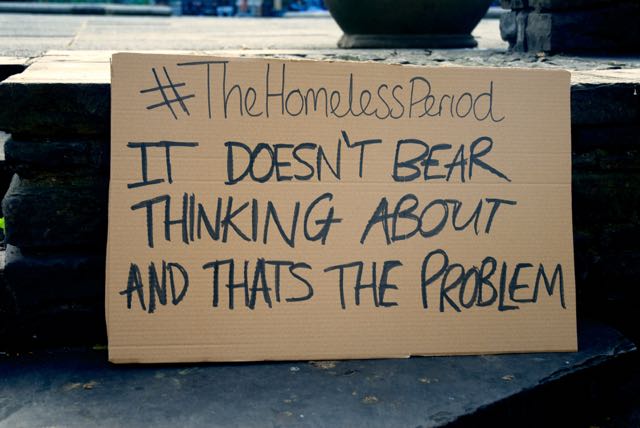 #TheHomelessPeriod
IT DOESN'T BEAR
THINKING ABOUT
AND THATS THE PROBLEM